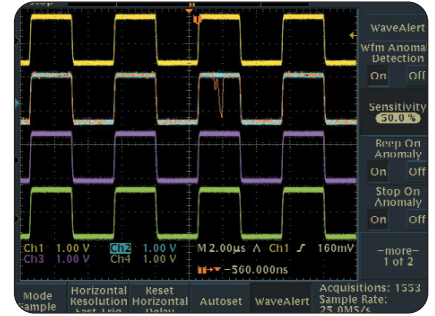 WaveAlert
Wfm Anomal
Detection
On Off
Sensitivity
50.0 %
Beep On
Anomaly
On Off
Stop On
Anomaly
On Off
-more-
1 of 2
Ch1 1.00 V Ch2 1.00 V M 2.00µs Λ Ch1 ∫ 160mV
Ch3 1.00 V Ch4 1.00 V
-360.000ns
Mode
Sample
Horizontal
Resolution
Fast Trig
Reset
Horizontal
Delay
Autoset
WaveAlert
Acquisitions: 1553
Sample Rate:
25.0MS/s